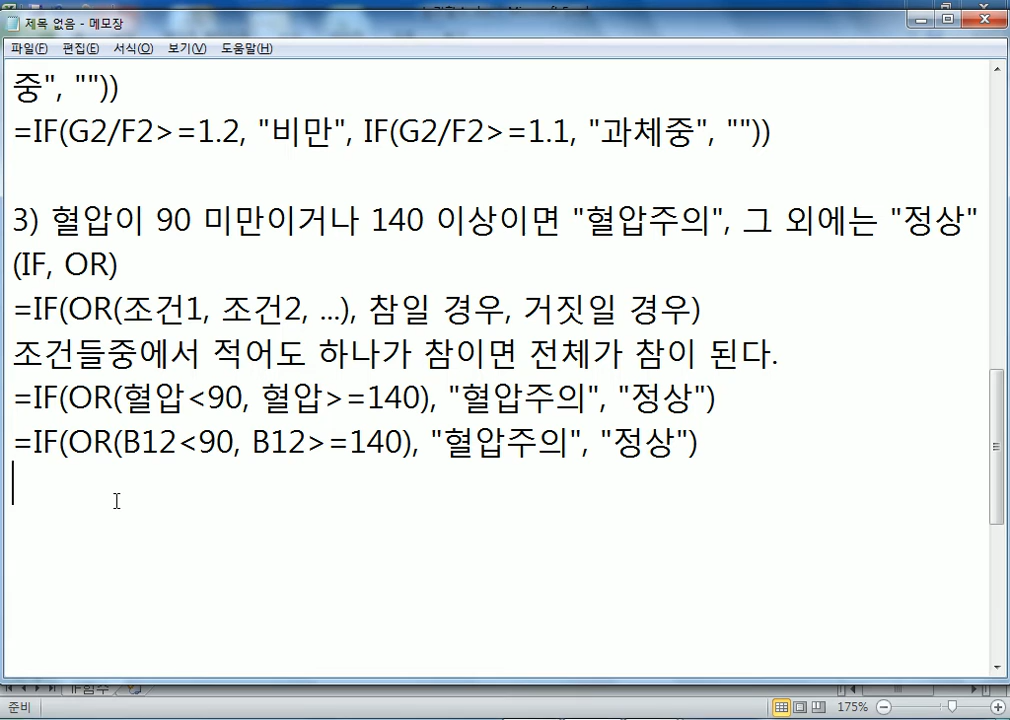 제목 없음 - 메모장
파일(F) 편집(E) 서식(O) 보기(V) 도움말(H)
중", ""))
=IF(G2/F2>=1.2, "비만", IF(G2/F2>=1.1, "과체중", ""))
3) 혈압이 90 미만이거나 140 이상이면 "혈압주의", 그 외에는 "정상"
(IF, OR)
=IF(OR(조건1, 조건2, ...), 참일 경우, 거짓일 경우)
조건들중에서 적어도 하나가 참이면 전체가 참이 된다.
=IF(OR(혈압<90, 혈압>=140), "혈압주의", "정상")
=IF(OR(B12<90, B12>=140), "혈압주의", "정상")
IF함수
준비 175%